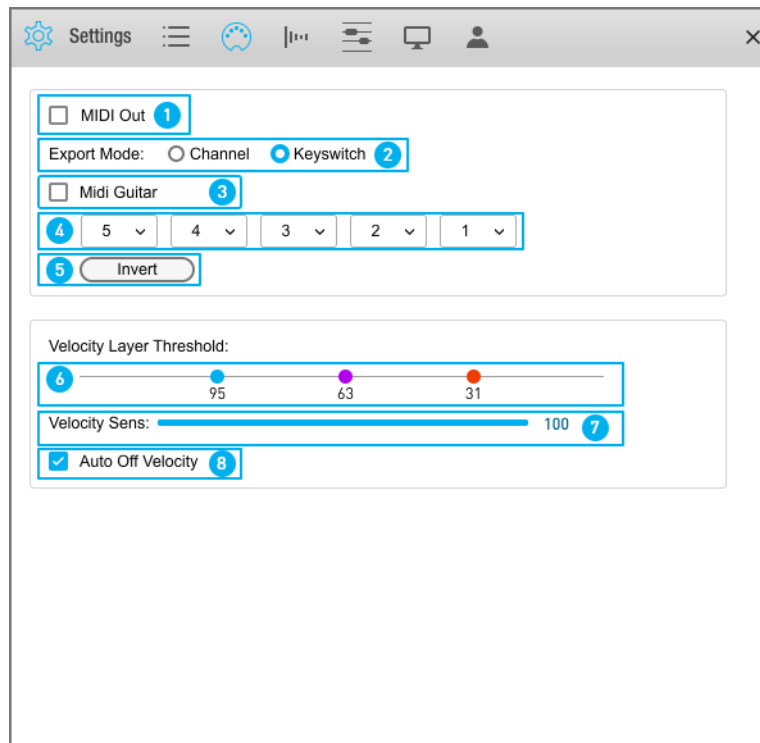 Settings
MIDI Out 1
Export Mode: Channel Keyswitch 2
Midi Guitar 3
4 5 4 3 2 1
5 Invert
Velocity Layer Threshold:
6
95 63 31
Velocity Sens: 100 7
Auto Off Velocity 8